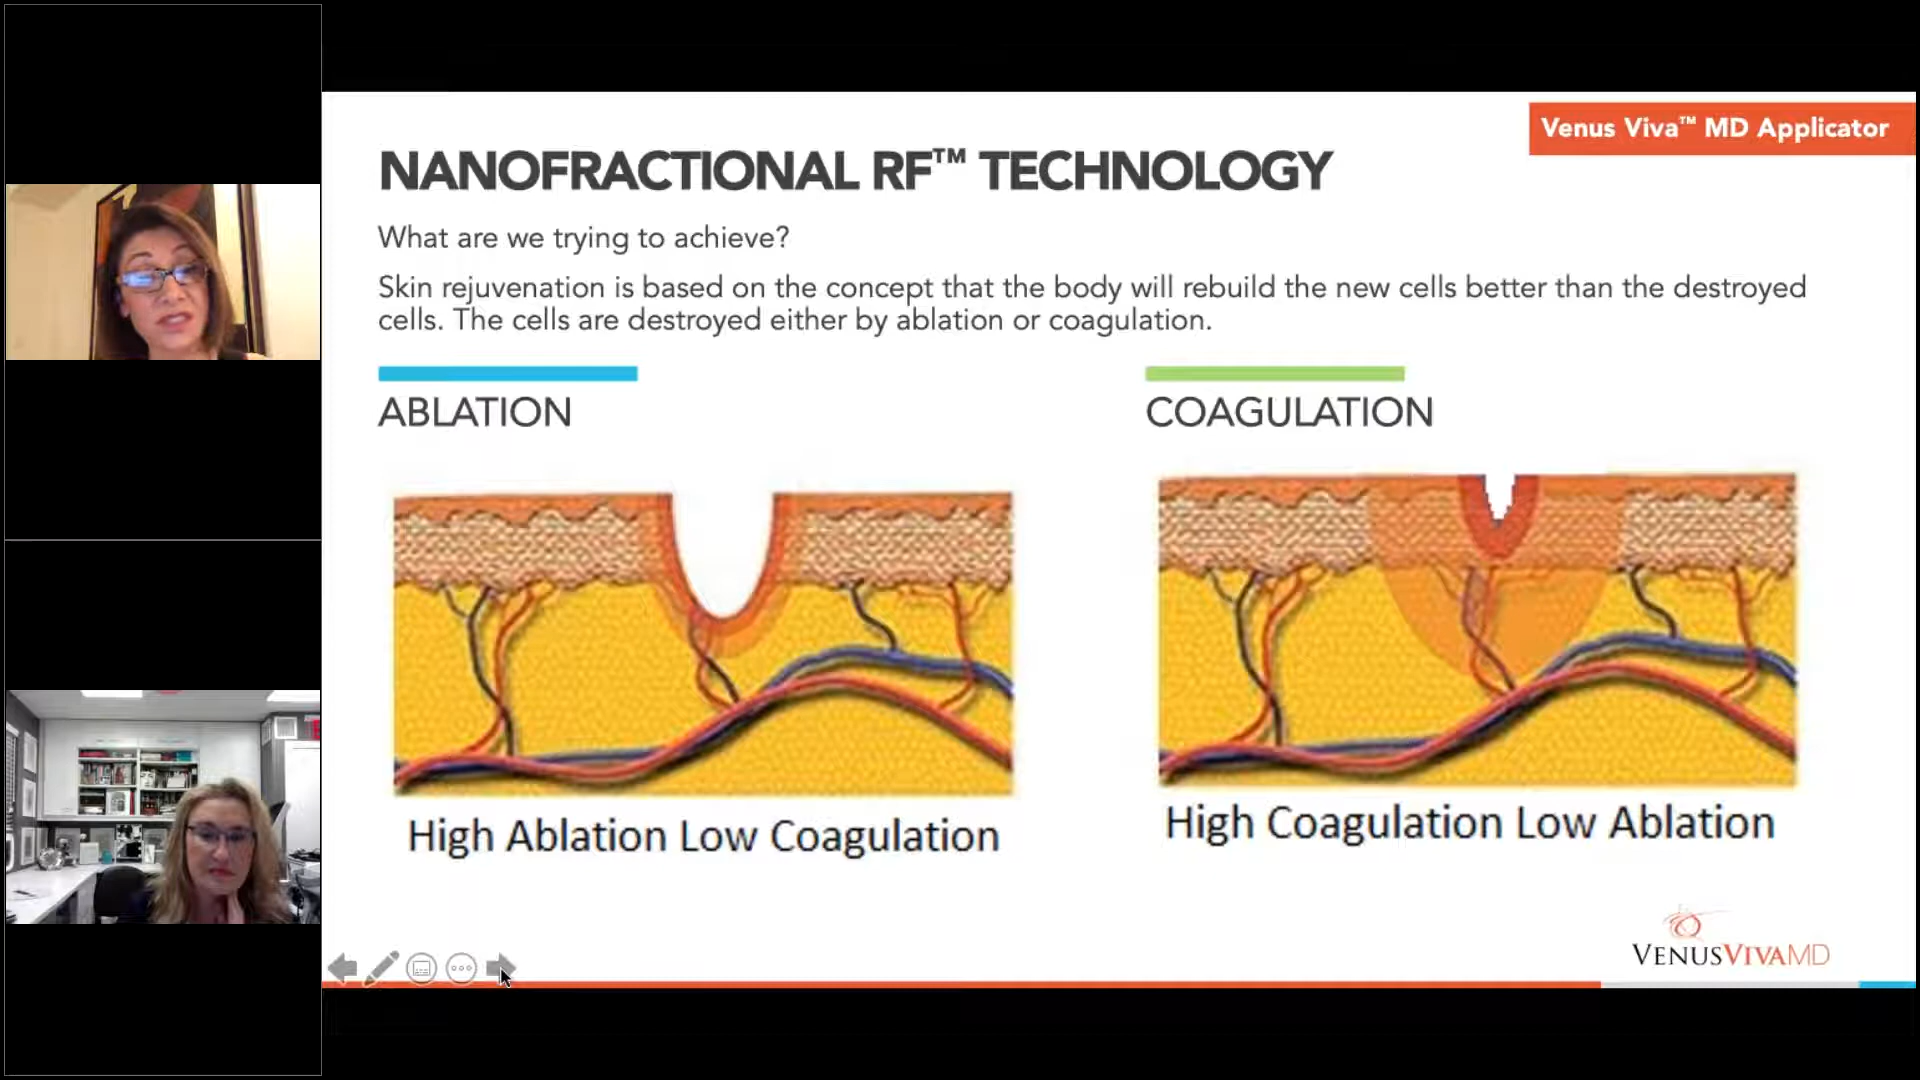 Venus Viva™ MD Applicator
NANOFRACTIONAL RF™ TECHNOLOGY
What are we trying to achieve?
Skin rejuvenation is based on the concept that the body will rebuild the new cells better than the destroyed
cells. The cells are destroyed either by ablation or coagulation.
ABLATION
COAGULATION
High Ablation Low Coagulation
High Coagulation Low Ablation
VENUSVIVAMD